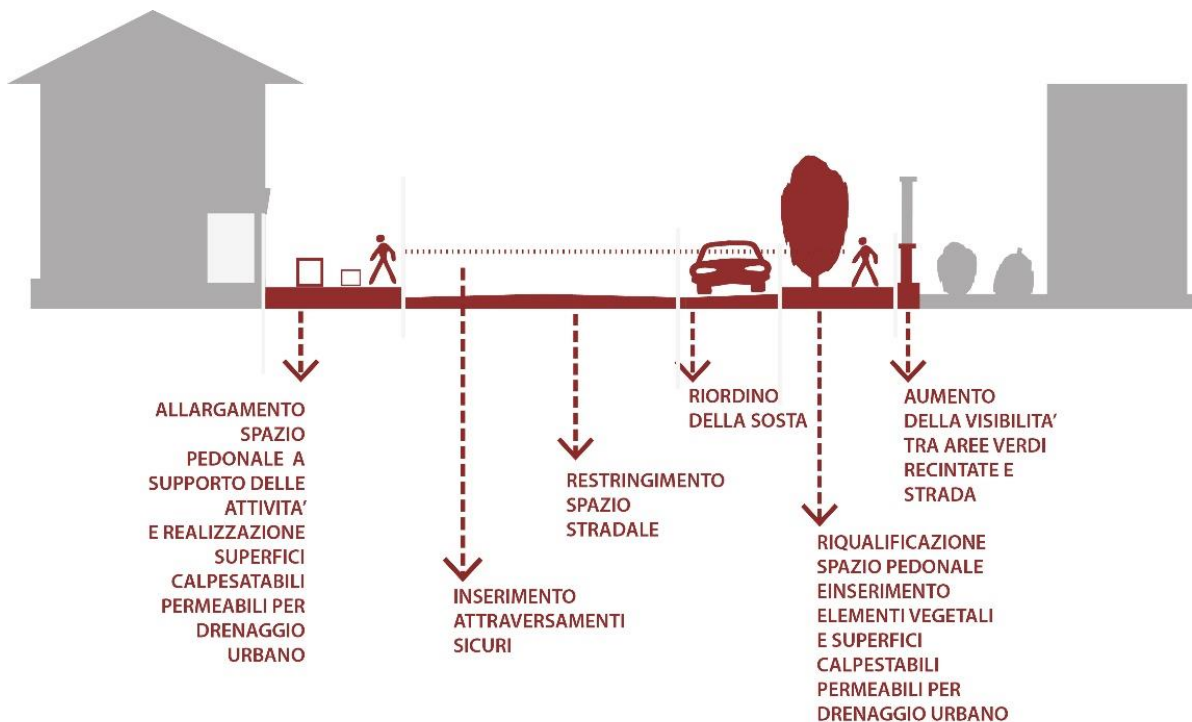 ALLARGAMENTO
SPAZIO
PEDONALE A
SUPPORTO DELLE
ATTIVITA'
E REALIZZAZIONE
SUPERFICI
CALPESATABILI
PERMEABILI PER
DRENAGGIO
URBANO
INSERIMENTO
ATTRAVERSAMENTI
SICURI
RESTRINGIMENTO
SPAZIO
STRADALE
RIORDINO
DELLA SOSTA
RIQUALIFICAZIONE
SPAZIO PEDONALE
EINSERIMENTO
ELEMENTI VEGETALI
E SUPERFICI
CALPESTABILI
PERMEABILI PER
DRENAGGIO URBANO
AUMENTO
DELLA VISIBILITA'
TRA AREE VERDI
RECINTATE E
STRADA